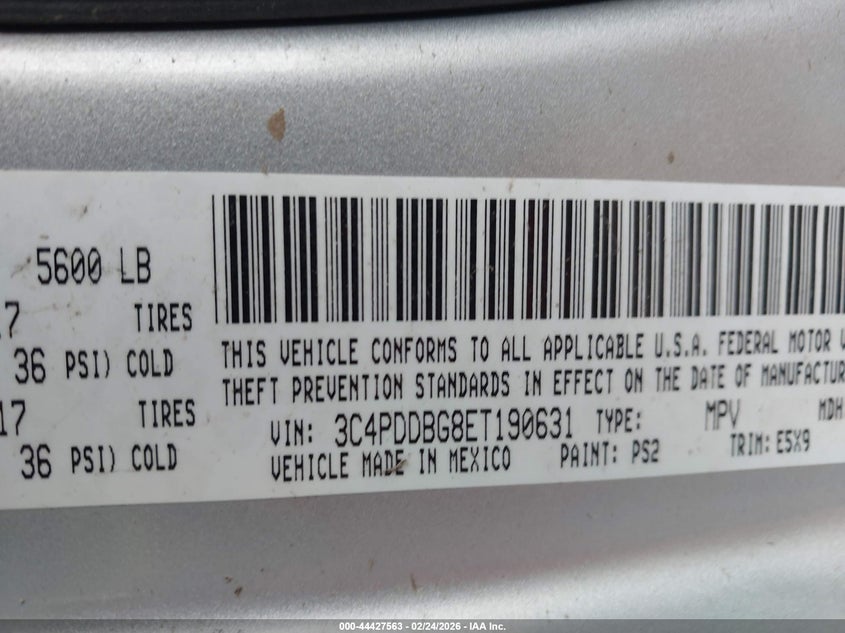 5600 LB
17 TIRES
36 PSI) COLD
17 TIRES
36 PSI) COLD
THIS VEHICLE CONFORMS TO ALL APPLICABLE U.S.A. FEDERAL MOTOR
THEFT PREVENTION STANDARDS IN EFFECT ON THE DATE OF MANUFACTUR
VIN: 3C4PDDBG8ET190631 TYPE: MPV MDH
VEHICLE MADE IN MEXICO PAINT: PS2 TRIM: E5X9
000-44427563 - 02/24/2026 - IAA Inc.